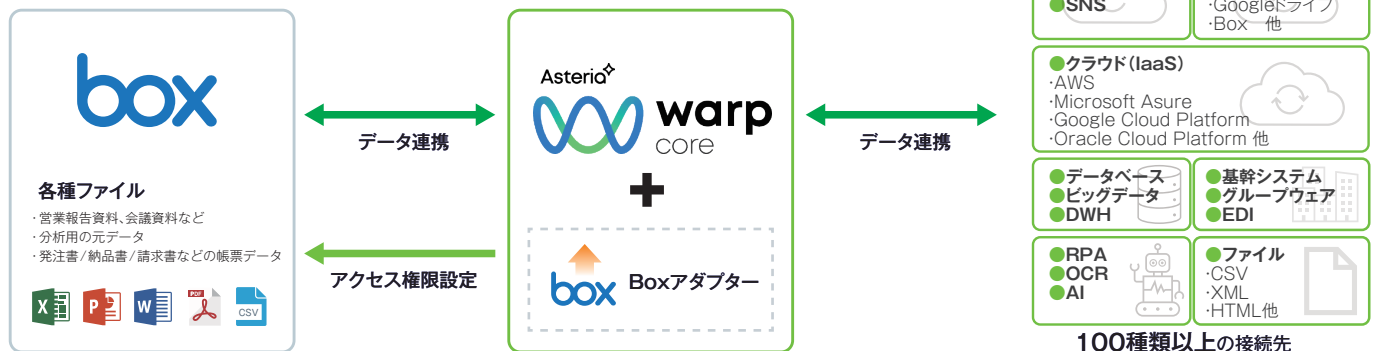 box
各種ファイル
・営業報告資料、会議資料など
・分析用の元データ
・発注書/納品書/請求書などの帳票データ
X
P
W
PDF
CSV
データ連携
アクセス権限設定
Asteria
warp
core
+
box
Boxアダプター
データ連携
●SNS
・Googleドライブ
・Box 他
●クラウド(IaaS)
・AWS
・Microsoft Asure
・Google Cloud Platform
・Oracle Cloud Platform 他
●データベース
●ビッグデータ
●DWH
●基幹システム
●グループウェア
●EDI
●RPA
●OCR
●AI
●ファイル
・CSV
・XML
・HTML他
100種類以上の接続先